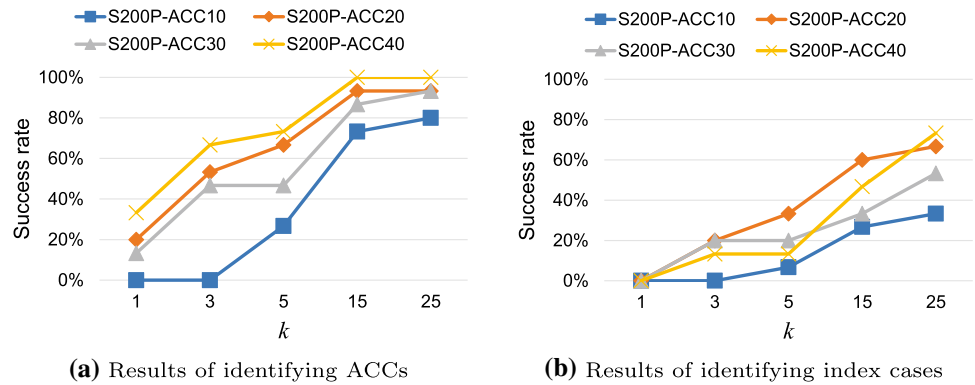 S200P-ACC10 S200P-ACC20
S200P-ACC30 S200P-ACC40
100%
80%
60%
40%
20%
0%
Success rate
1 3 5 15 25
k
(a) Results of identifying ACCs
S200P-ACC10 S200P-ACC20
S200P-ACC30 S200P-ACC40
100%
80%
60%
40%
20%
0%
Success rate
1 3 5 15 25
k
(b) Results of identifying index cases